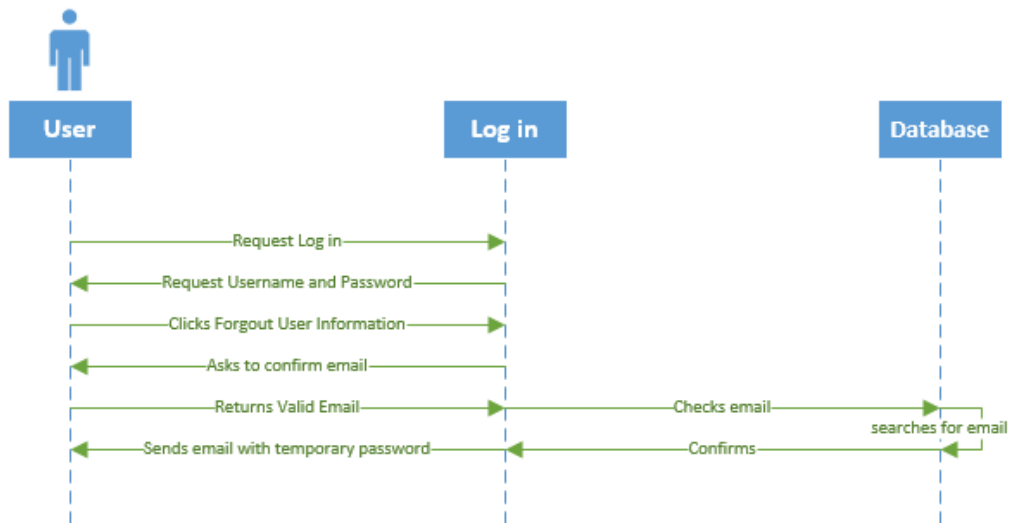 User
Log in
Database
Request Log in
Request Username and Password
Clicks Forgout User Information
Asks to confirm email
Returns Valid Email
Checks email
searches for email
Sends email with temporary password
Confirms